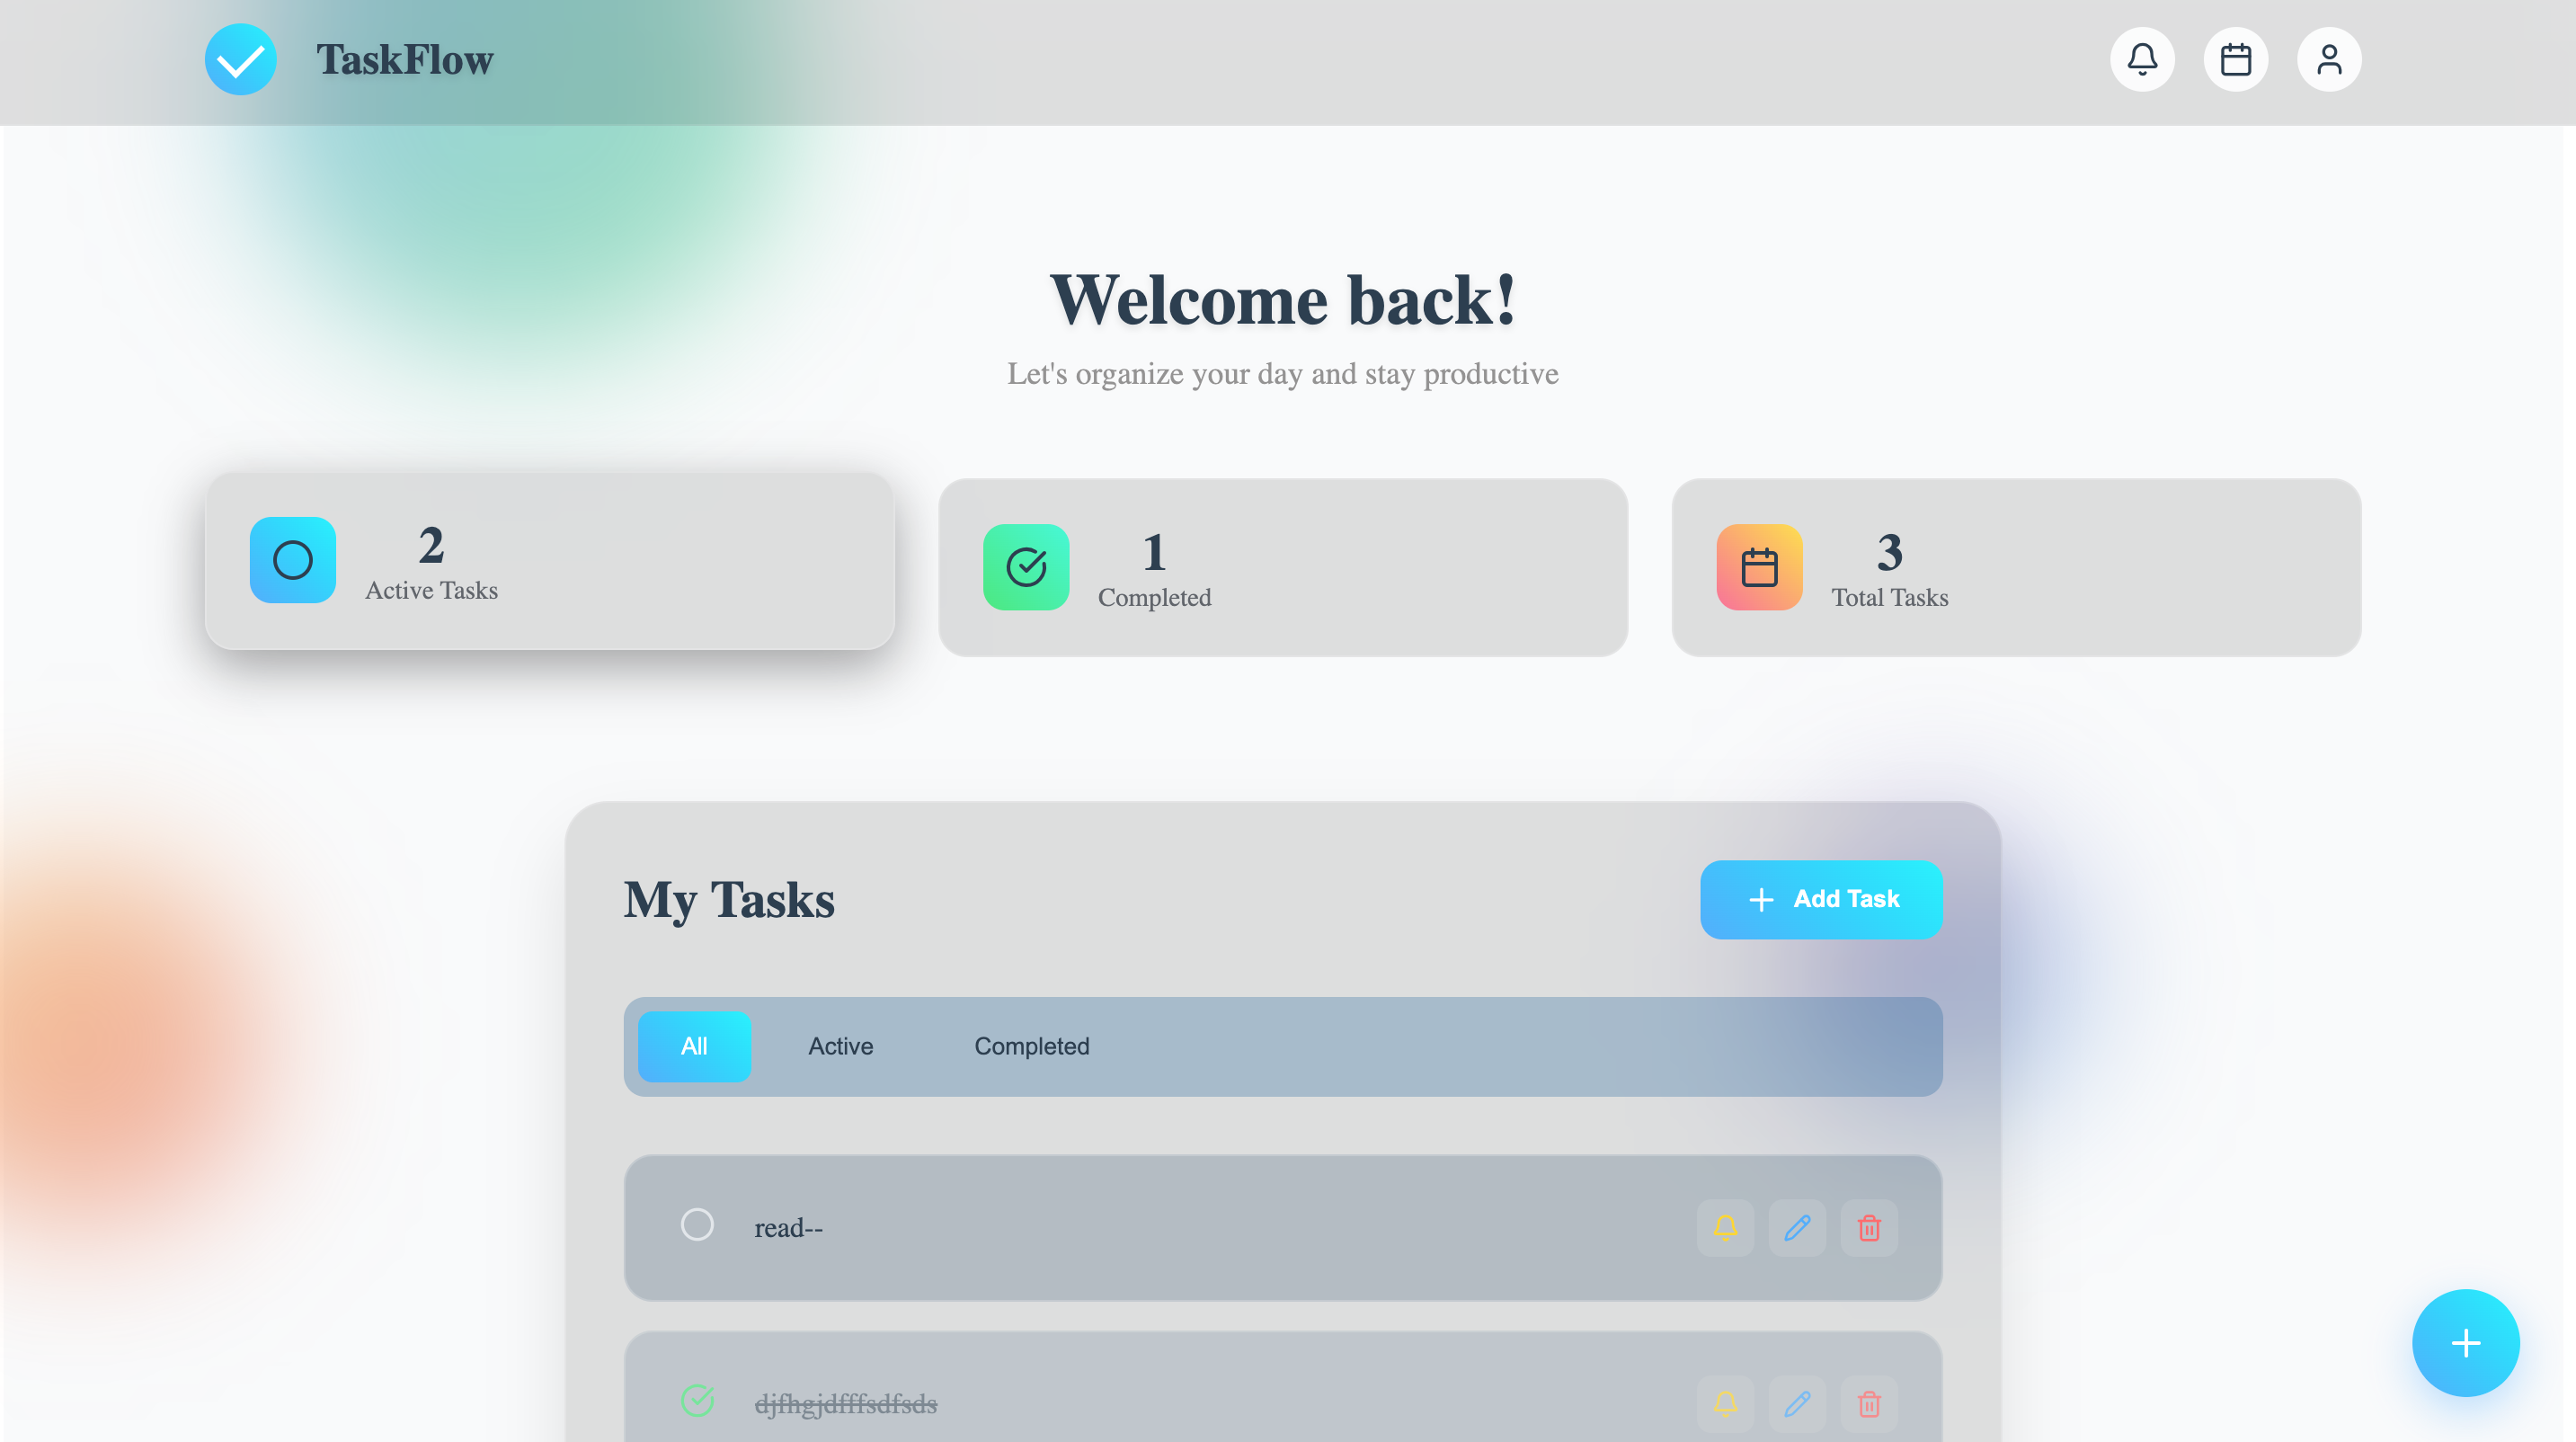 TaskFlow
Welcome back!
Let's organize your day and stay productive
2
Active Tasks
1
Completed
3
Total Tasks
My Tasks
Add Task
All Active Completed
read--
djfhgjdfffsdfsds